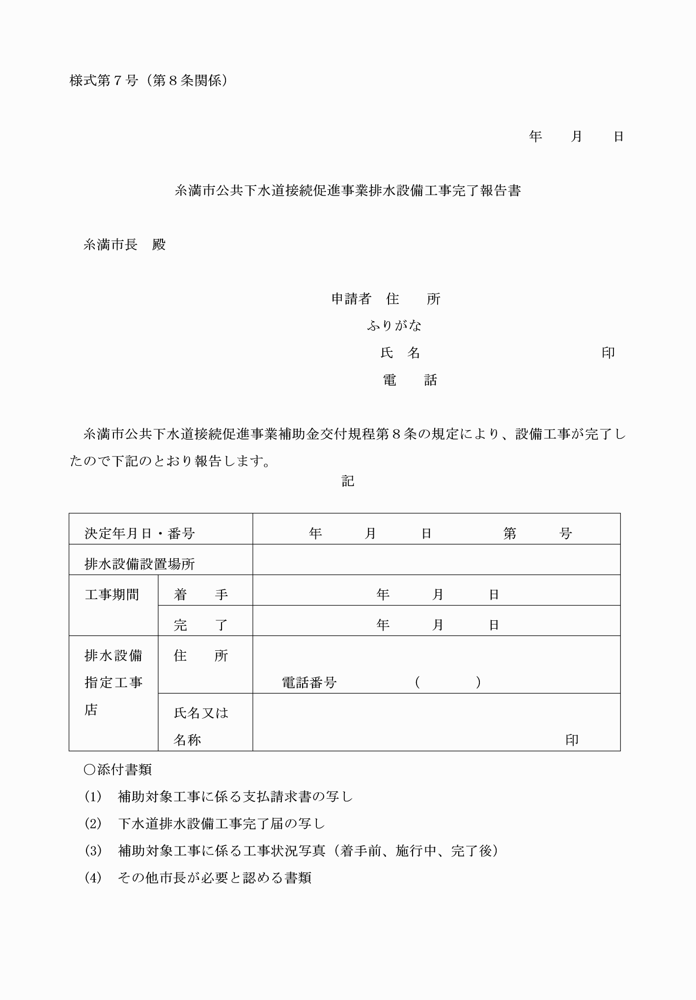 様式第７号（第８条関係）
年　　月　　日
糸満市公共下水道接続促進事業排水設備工事完了報告書
糸満市長　殿
申請者　住　　所
ふりがな
氏　名　　　　　　　　　　　　　印
電　　話
糸満市公共下水道接続促進事業補助金交付規程第８条の規定により、設備工事が完了し
たので下記のとおり報告します。
記
決定年月日・番号　　　　年　　　月　　　日　　　　　第　　　号
排水設備設置場所
工事期間　着　　手　　　　年　　　月　　　日
完　　了　　　　年　　　月　　　日
排水設備　住　　所
指定工事　電話番号　　　　　（　　　　）
店
氏名又は
名称　　　　　　　　　　印
○添付書類
(1)　補助対象工事に係る支払請求書の写し
(2)　下水道排水設備工事完了届の写し
(3)　補助対象工事に係る工事状況写真（着手前、施行中、完了後）
(4)　その他市長が必要と認める書類